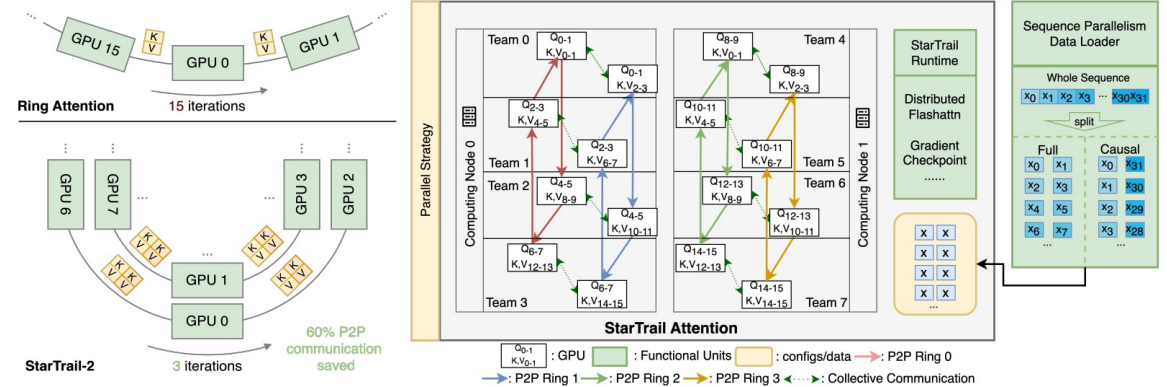 GPU 15
K
V
GPU 0
K
V
GPU 1
Ring Attention
15 iterations
GPU 6
GPU 7
...
...
GPU 3
GPU 2
K
V
K
V
K
V
K
V
K
V
K
V
K
V
K
V
...
GPU 1
GPU 0
60% P2P
communication
saved
StarTrail-2
3 iterations
Parallel Strategy
Computing Node 0
Team 0
Q0-1
K,V0-1
Q0-1
K,V2-3
Q2-3
K,V4-5
Q2-3
K,V6-7
Team 1
Team 2
Q4-5
K,V8-9
Q4-5
K,V10-11
Q6-7
K,V12-13
Q6-7
K,V14-15
Team 3
Team 4
Q8-9
K,V0-1
Q8-9
K,V2-3
Q10-11
K,V4-5
Q10-11
K,V6-7
Team 5
Team 6
Q12-13
K,V8-9
Q12-13
K,V10-11
Q14-15
K,V12-13
Q14-15
K,V14-15
Team 7
Computing Node 1
StarTrail Attention
StarTrail
Runtime
Distributed
Flashattn
Gradient
Checkpoint
......
x x
x x
x x
x x
...
Sequence Parallelism
Data Loader
Whole Sequence
x0 x1 x2 x3 ... x30 x31
split
Full
x0 x1
x2 x3
x4 x5
x6 x7
...
Causal
x0 x31
x1 x30
x2 x29
x3 x28
...
Q0-1
K,V0-1
: GPU
: Functional Units
: configs/data
: P2P Ring 0
: P2P Ring 1
: P2P Ring 2
: P2P Ring 3
: Collective Communication